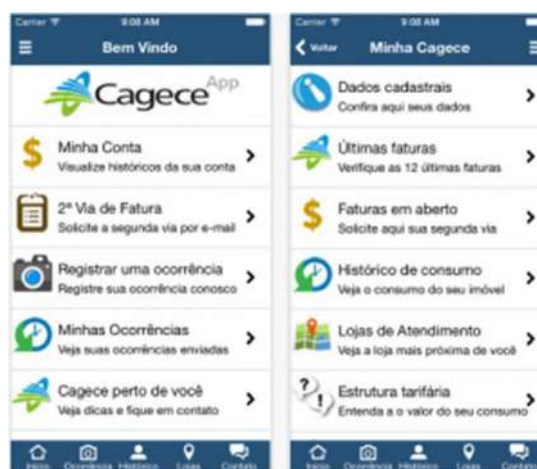 Carrier 9:08 AM
Bem Vindo
Cagece App
Minha Conta
Visualize históricos da sua conta
2ª Via de Fatura
Solicite a segunda via por e-mail
Registrar uma ocorrência
Registre sua ocorrência conosco
Minhas Ocorrências
Veja suas ocorrências enviadas
Cagece perto de você
Veja dicas e fique em contato
Início Ocorrência Histórico Lojas Contato
Carrier 9:08 AM
Voltar Minha Cagece
Dados cadastrais
Confira aqui seus dados
Últimas faturas
Verifique as 12 últimas faturas
$ Faturas em aberto
Solicite aqui sua segunda via
Histórico de consumo
Veja o consumo do seu imóvel
Lojas de Atendimento
Veja a loja mais próxima de você
Estrutura tarifária
Entenda a o valor do seu consumo
Início Ocorrência Histórico Lojas Contato